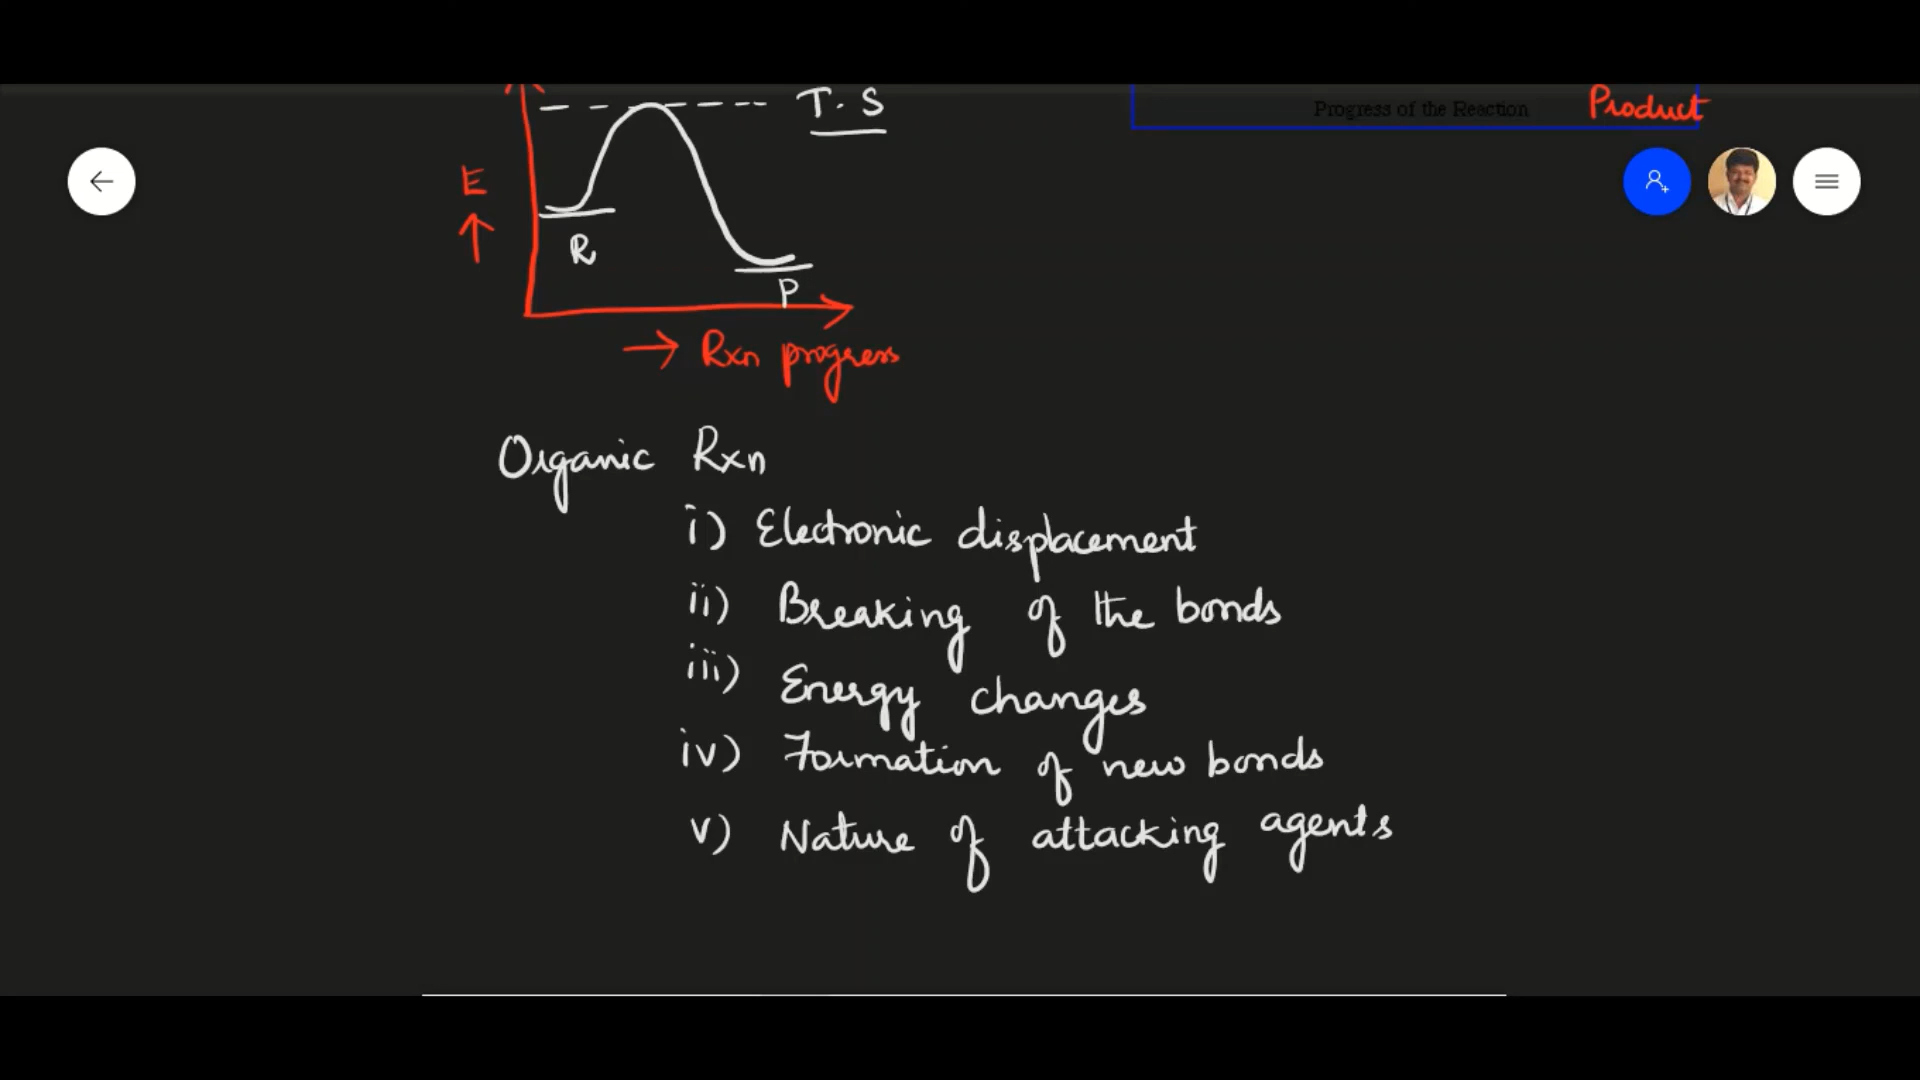 T.S
Progress of the Reaction
Product
E
R
P
Rxn progress
Organic Rxn
i) Electronic displacement
ii) Breaking of the bonds
iii) Energy changes
iv) Formation of new bonds
v) Nature of attacking agents